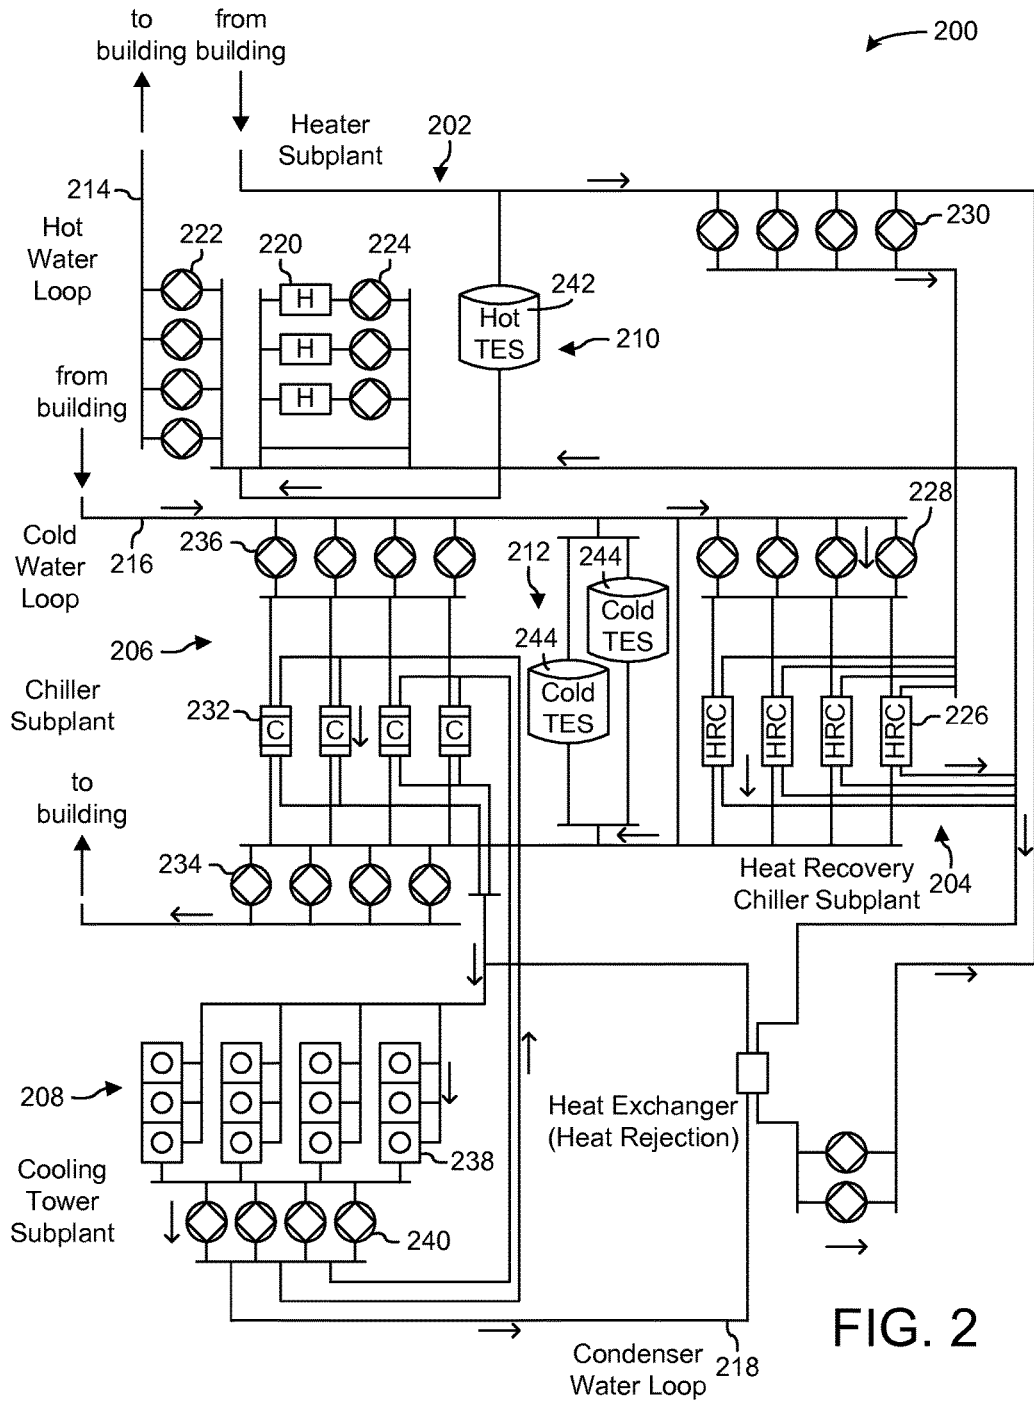 to
building
from
building
200
Heater
Subplant
202
214
Hot
Water
Loop
222
220
224
H
H
H
Hot
TES
242
210
230
from
building
Cold
Water
Loop
216
236
212
244
Cold
TES
244
Cold
TES
228
206
Chiller
Subplant
232
C
C
C
C
HRC
HRC
HRC
HRC
226
to
building
234
Heat Recovery
Chiller Subplant
204
208
Cooling
Tower
Subplant
238
240
Heat Exchanger
(Heat Rejection)
Condenser
Water Loop
218
FIG. 2